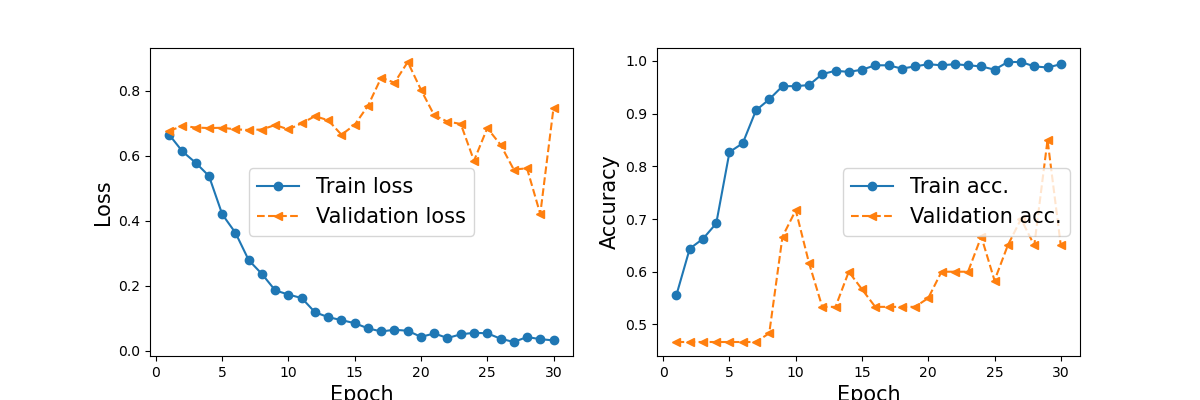 Loss
0.8
0.6
0.4
0.2
0.0
Train loss
Validation loss
0 5 10 15 20 25 30
Epoch
Accuracy
1.0
0.9
0.8
0.7
0.6
0.5
Train acc.
Validation acc.
0 5 10 15 20 25 30
Epoch